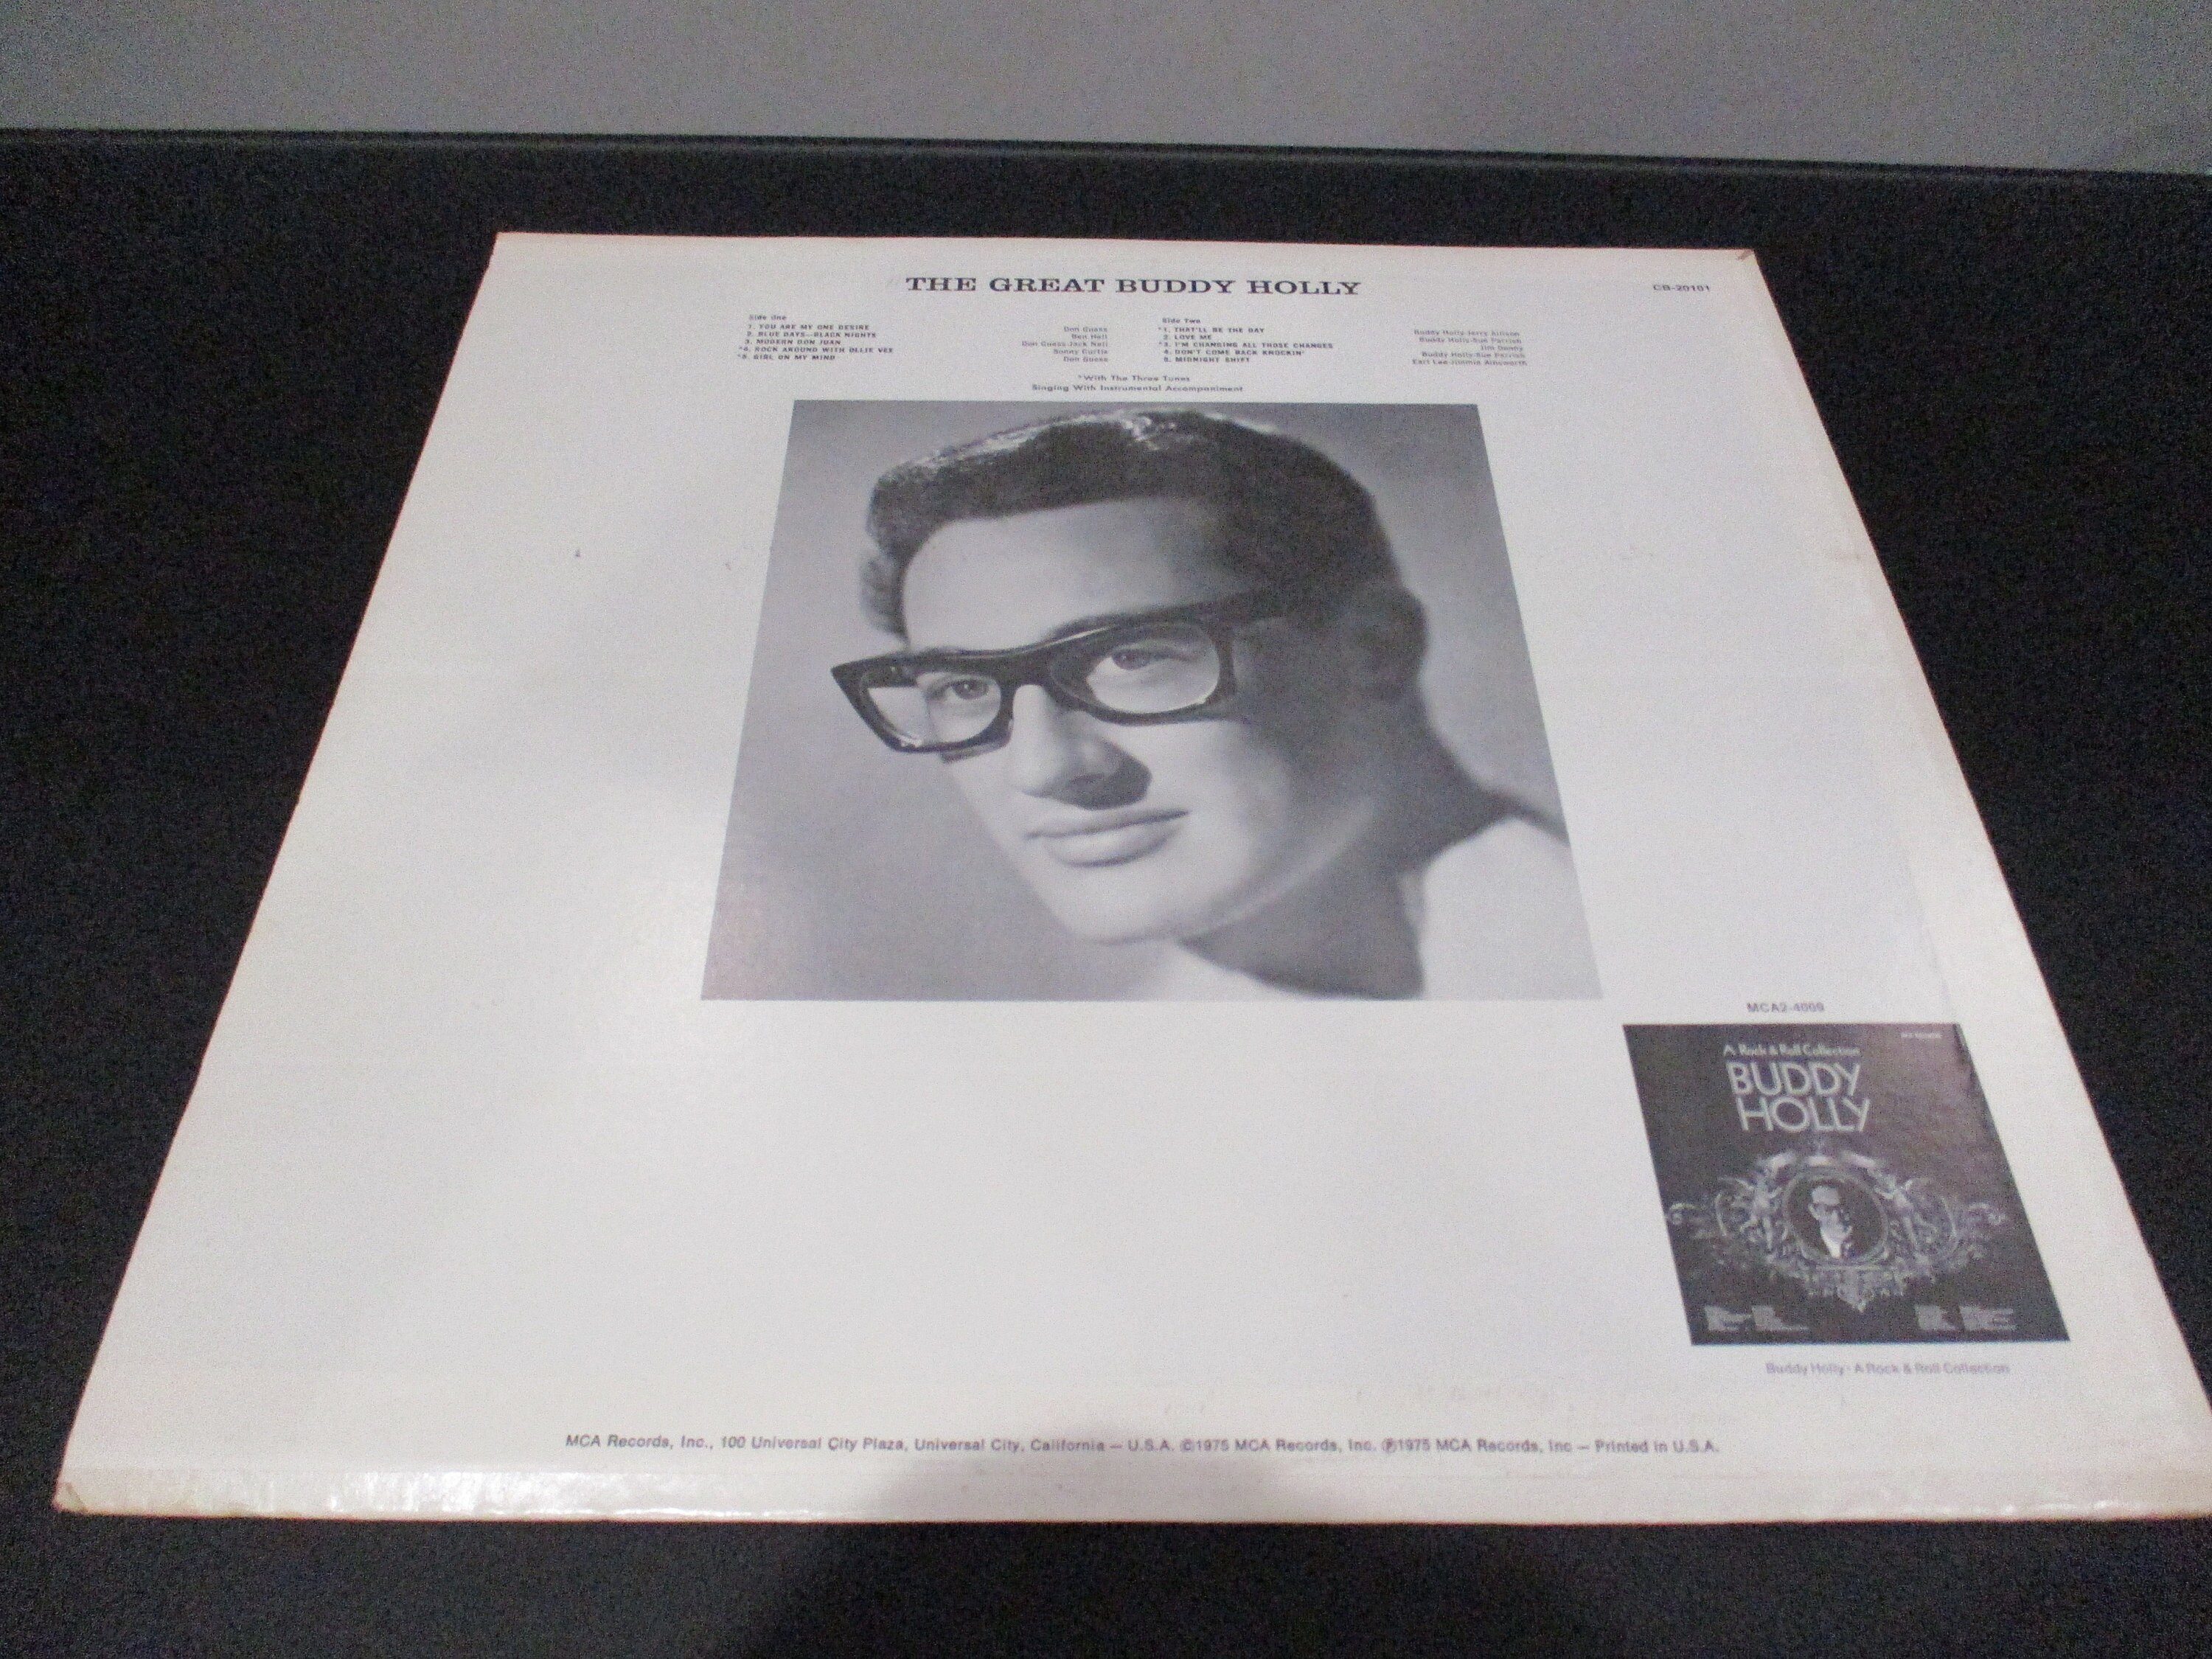 THE GREAT BUDDY HOLLY
CB-20101
Side One
1. YOU ARE MY ONE DESIRE Don Guess
2. BLUE DAYS—BLACK NIGHTS Ben Hall
3. MODERN DON JUAN Don Guess-Jack Neil
*4. ROCK AROUND WITH OLLIE VEE Sonny Curtis
*5. GIRL ON MY MIND Don Guess
Side Two
*1. THAT'LL BE THE DAY Buddy Holly-Jerry Allison
2. LOVE ME Buddy Holly-Sue Parrish
*3. I'M CHANGING ALL THOSE CHANGES Jim Denny
4. DON'T COME BACK KNOCKIN' Buddy Holly-Sue Parrish
5. MIDNIGHT SHIFT Earl Lee-Jimmie Ainsworth
*With The Three Tunes
Singing With Instrumental Accompaniment
MCA2-4009
A Rock & Roll Collection
BUDDY
HOLLY
Buddy Holly • A Rock & Roll Collection
MCA Records, Inc., 100 Universal City Plaza, Universal City, California — U.S.A. ©1975 MCA Records, Inc. ℗1975 MCA Records, Inc — Printed in U.S.A.